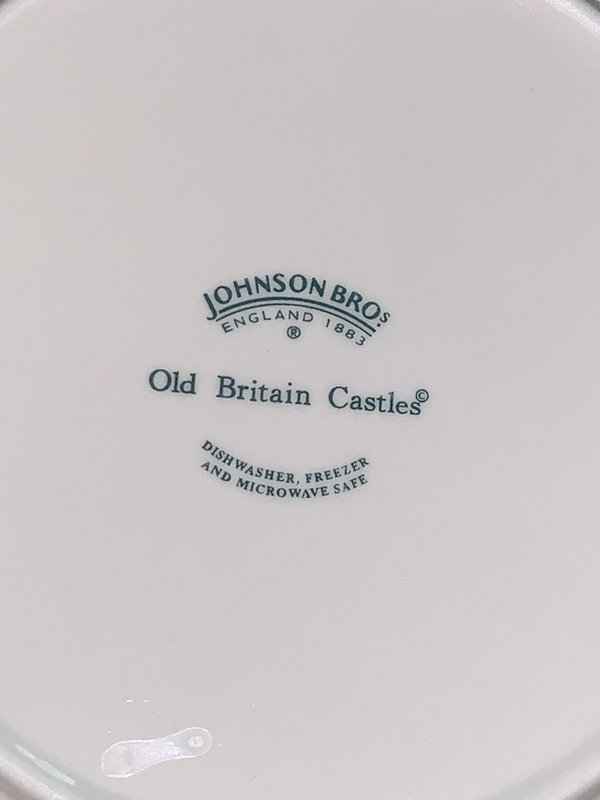 JOHNSON BROS
ENGLAND 1883
®
Old Britain Castles©
DISHWASHER, FREEZER
AND MICROWAVE SAFE